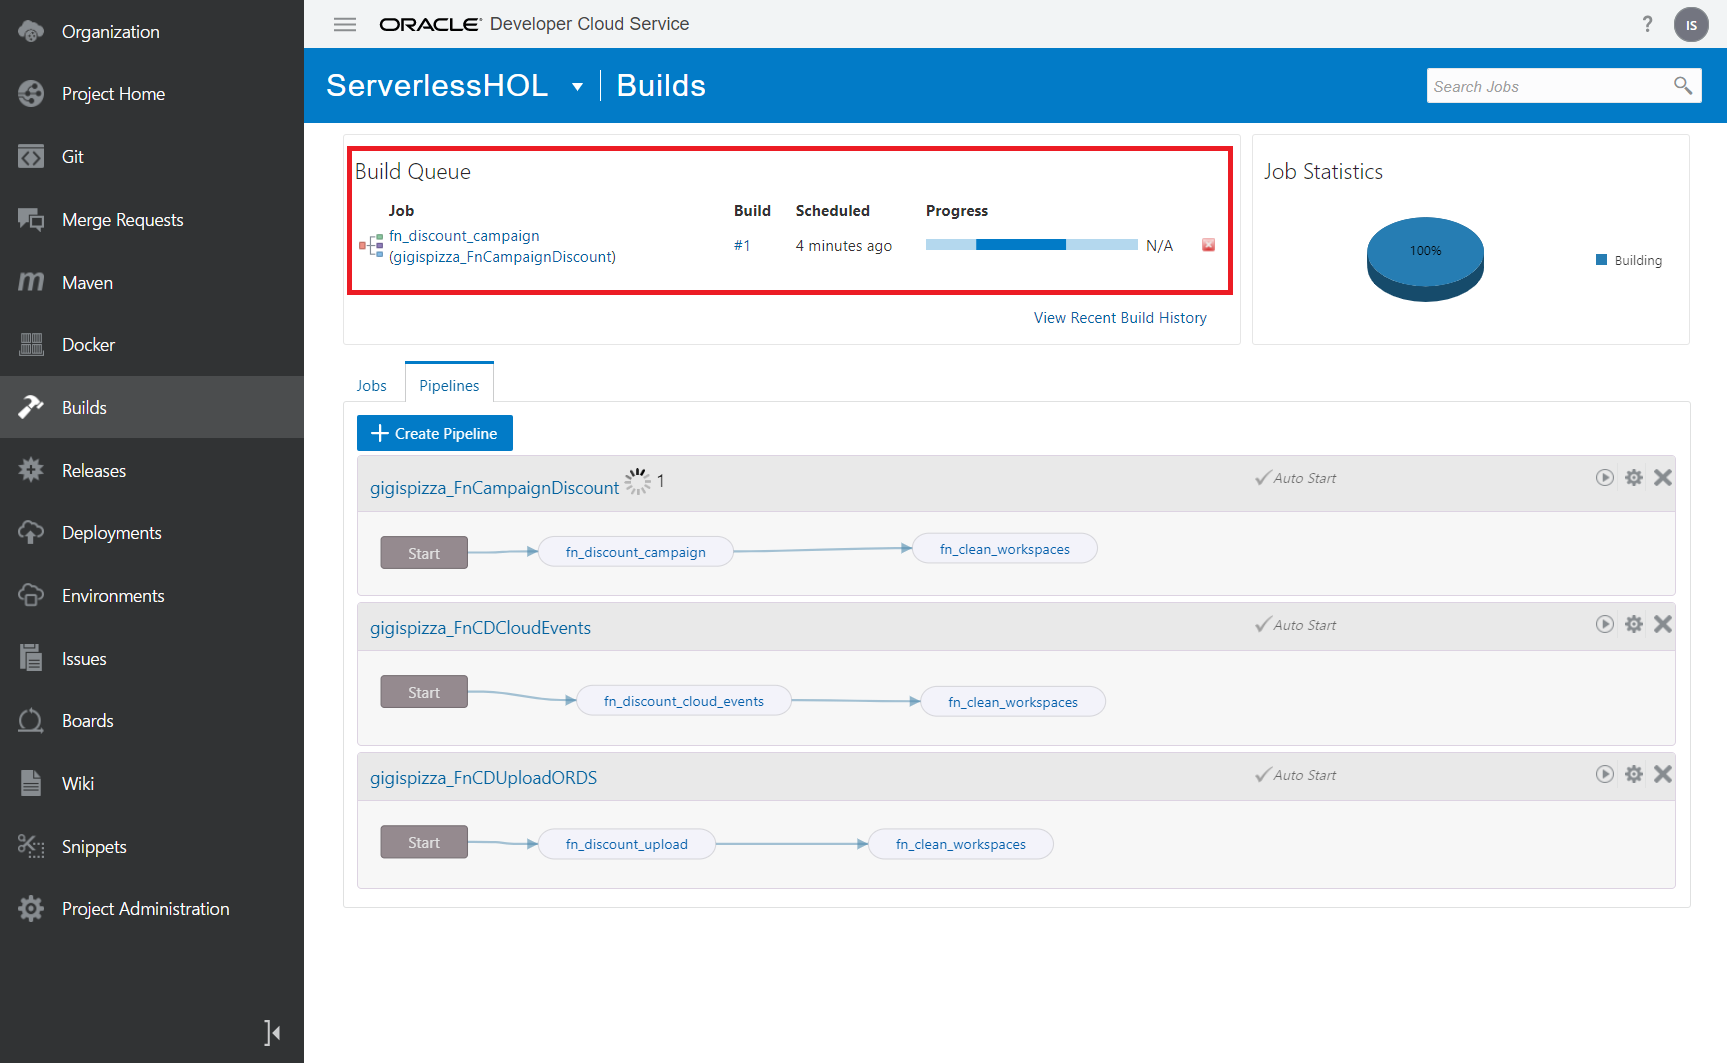 Organization
Project Home
Git
Merge Requests
Maven
Docker
Builds
Releases
Deployments
Environments
Issues
Boards
Wiki
Snippets
Project Administration
ORACLE Developer Cloud Service
?
IS
ServerlessHOL Builds
Search Jobs
Build Queue
Job Build Scheduled Progress
fn_discount_campaign
(gigispizza_FnCampaignDiscount)
#1 4 minutes ago N/A
View Recent Build History
Job Statistics
100%
Building
Jobs Pipelines
Create Pipeline
gigispizza_FnCampaignDiscount 1 Auto Start
Start fn_discount_campaign fn_clean_workspaces
gigispizza_FnCDCloudEvents Auto Start
Start fn_discount_cloud_events fn_clean_workspaces
gigispizza_FnCDUploadORDS Auto Start
Start fn_discount_upload fn_clean_workspaces